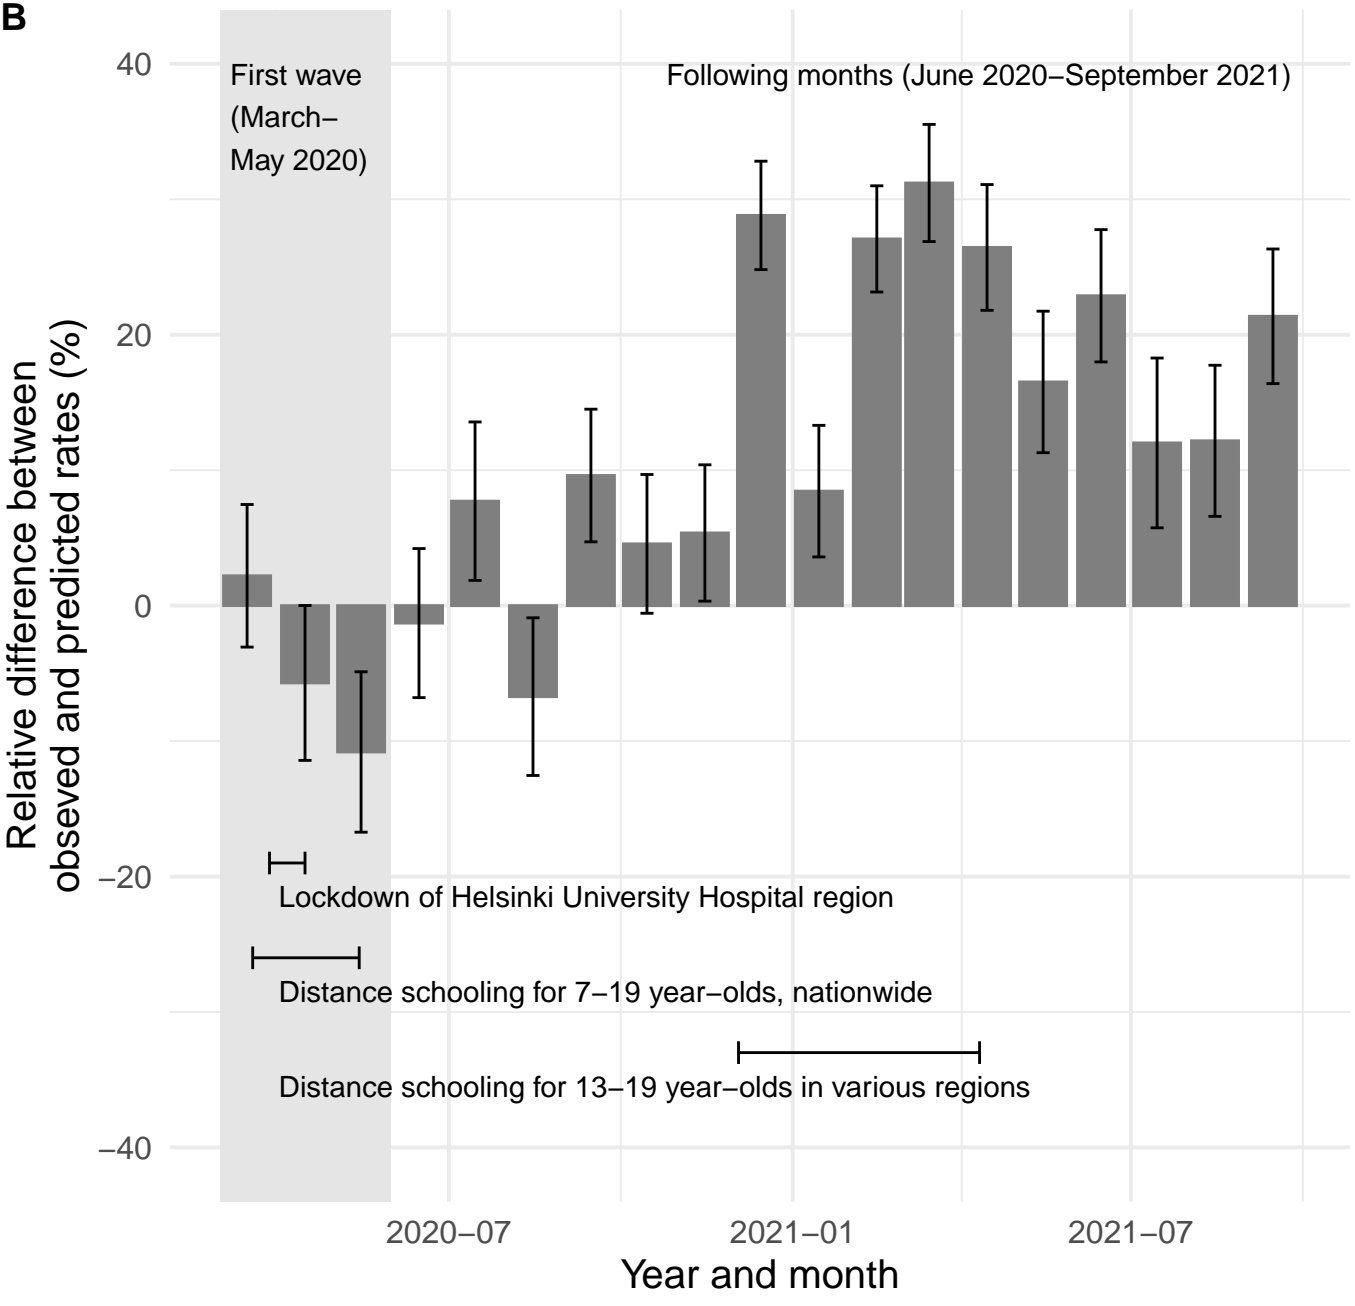 B
First wave
(March–
May 2020)
Following months (June 2020–September 2021)
40
20
0
−20
−40
Relative difference between
obseved and predicted rates (%)
Lockdown of Helsinki University Hospital region
Distance schooling for 7–19 year–olds, nationwide
Distance schooling for 13–19 year–olds in various regions
2020–07
2021–01
2021–07
Year and month